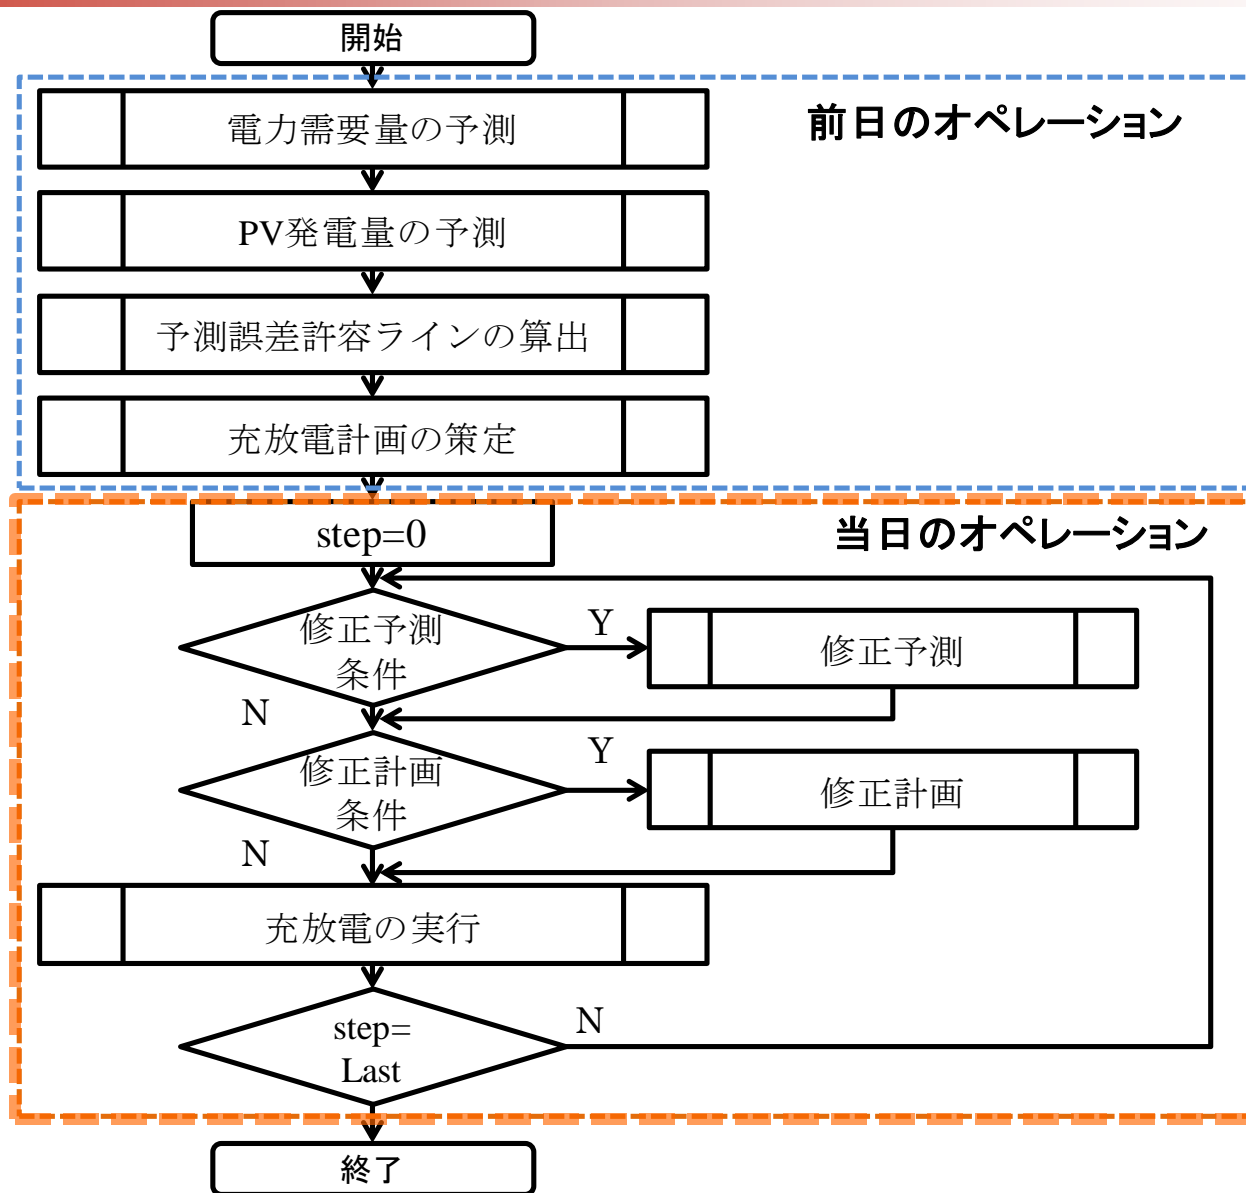 開始
前日のオペレーション
電力需要量の予測
PV発電量の予測
予測誤差許容ラインの算出
充放電計画の策定
当日のオペレーション
step=0
修正予測
条件
Y
修正予測
N
修正計画
条件
Y
修正計画
N
充放電の実行
step=
Last
N
終了